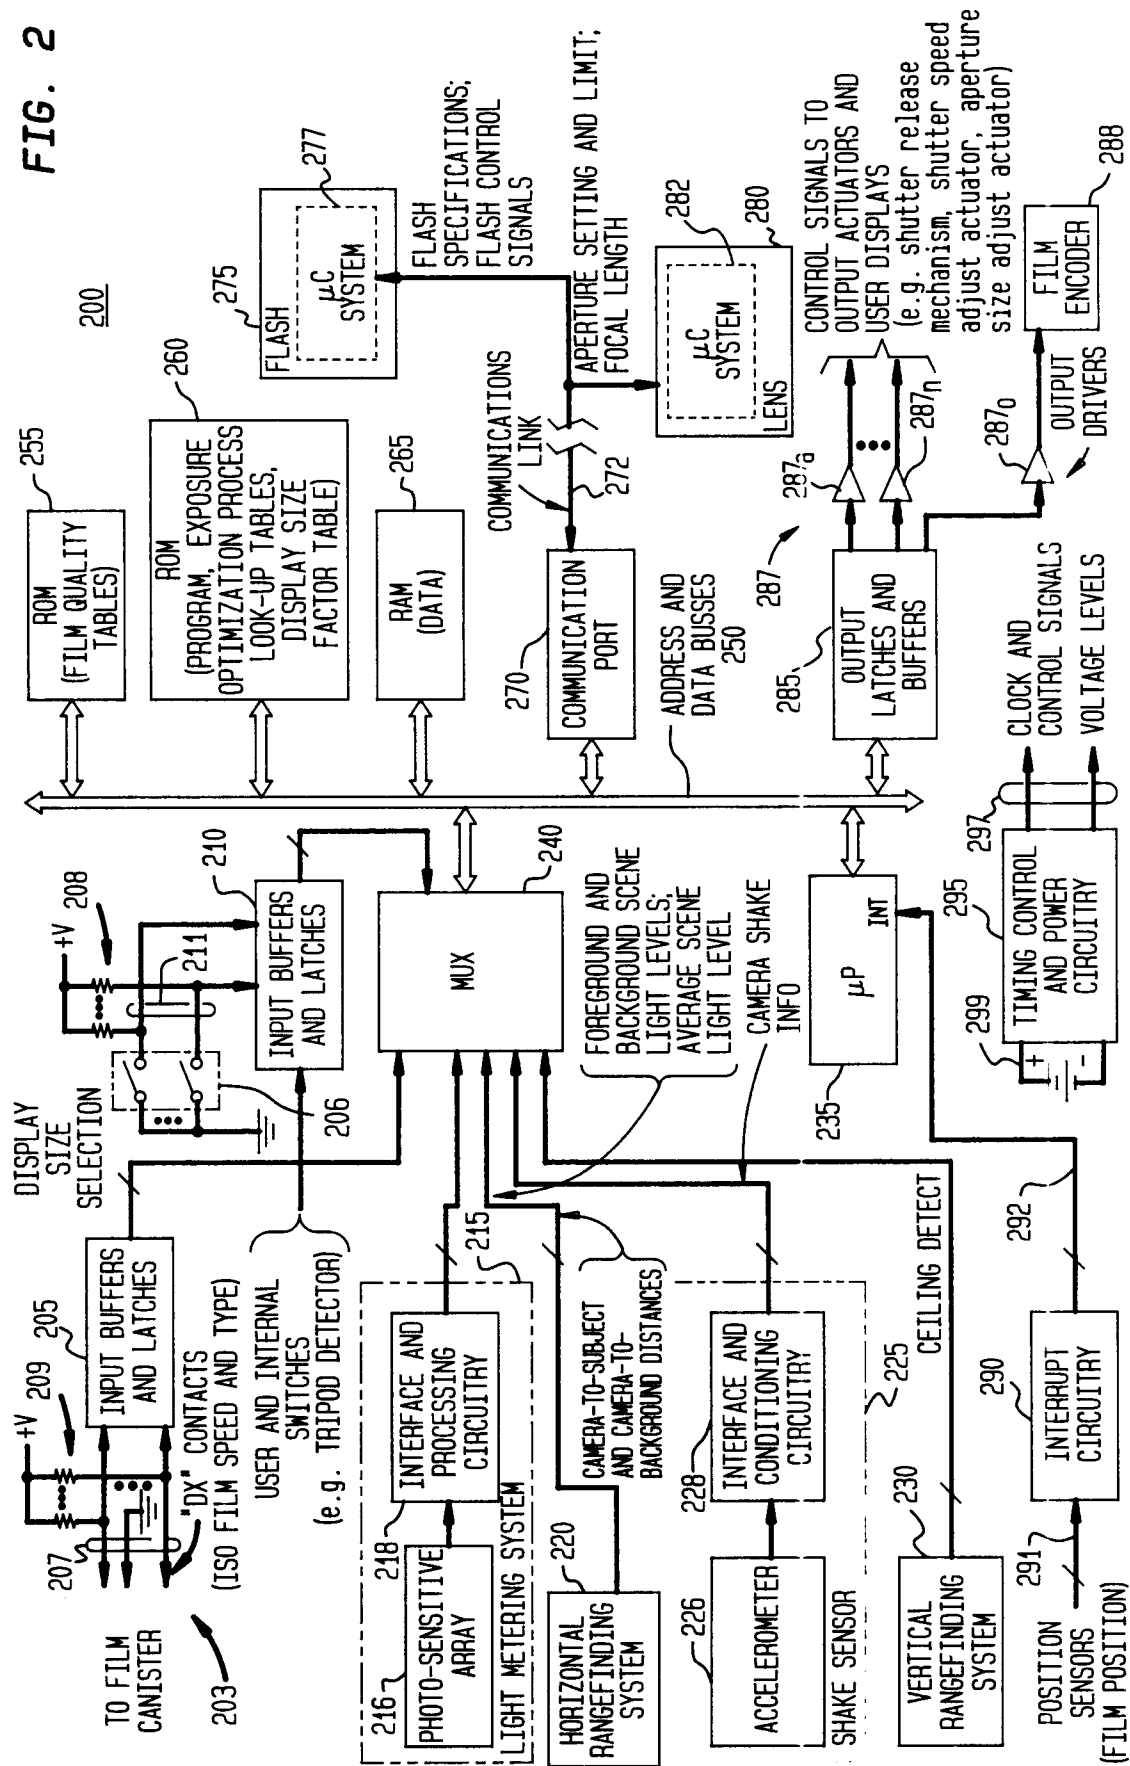 FIG. 2
200
203
TO FILM
CANISTER
207
+V
209
205
INPUT BUFFERS
AND LATCHES
"DX" CONTACTS
(ISO FILM SPEED AND TYPE)
DISPLAY
SIZE
SELECTION
206
+V
208
211
210
INPUT BUFFERS
AND LATCHES
USER AND INTERNAL
SWITCHES
(e.g. TRIPOD DETECTOR)
215
216
PHOTO-SENSITIVE
ARRAY
218
INTERFACE AND
PROCESSING
CIRCUITRY
LIGHT METERING SYSTEM
220
HORIZONTAL
RANGEFINDING
SYSTEM
CAMERA-TO-SUBJECT
AND CAMERA-TO-
BACKGROUND DISTANCES
226
ACCELEROMETER
228
INTERFACE AND
CONDITIONING
CIRCUITRY
SHAKE SENSOR
225
230
VERTICAL
RANGEFINDING
SYSTEM
CEILING DETECT
POSITION
SENSORS
(FILM POSITION)
291
290
INTERRUPT
CIRCUITRY
292
MUX
240
FOREGROUND AND
BACKGROUND SCENE
LIGHT LEVELS;
AVERAGE SCENE
LIGHT LEVEL
CAMERA SHAKE
INFO
235
µP
INT
299
+
-
295
TIMING CONTROL
AND POWER
CIRCUITRY
297
CLOCK AND
CONTROL SIGNALS
VOLTAGE LEVELS
ROM
(FILM QUALITY
TABLES)
255
ROM
(PROGRAM, EXPOSURE
OPTIMIZATION PROCESS
LOOK-UP TABLES,
DISPLAY SIZE
FACTOR TABLE)
260
RAM
(DATA)
265
270
COMMUNICATION
PORT
COMMUNICATIONS
LINK
272
ADDRESS AND
DATA BUSSES
250
275
FLASH
µC
SYSTEM
277
FLASH
SPECIFICATIONS;
FLASH CONTROL
SIGNALS
APERTURE SETTING AND LIMIT;
FOCAL LENGTH
LENS
µC
SYSTEM
282
280
285
OUTPUT
LATCHES AND
BUFFERS
287
287a
287n
287o
OUTPUT
DRIVERS
CONTROL SIGNALS TO
OUTPUT ACTUATORS AND
USER DISPLAYS
(e.g. shutter release
mechanism, shutter speed
adjust actuator, aperture
size adjust actuator)
FILM
ENCODER
288